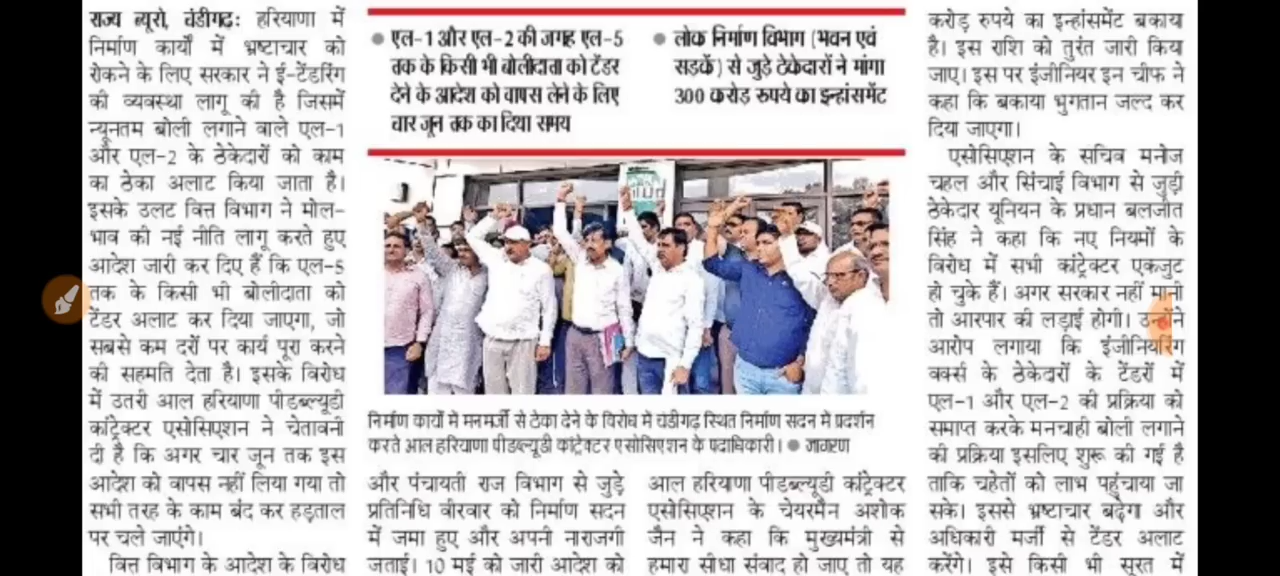 राज्य ब्यूरो, चंडीगढ़: हरियाणा में
निर्माण कार्यों में भ्रष्टाचार को
रोकने के लिए सरकार ने ई-टेंडरिंग
की व्यवस्था लागू की है जिसमें
न्यूनतम बोली लगाने वाले एल-1
और एल-2 के ठेकेदारों को काम
का ठेका अलाट किया जाता है।
इसके उलट वित्त विभाग ने मोल-
भाव की नई नीति लागू करते हुए
आदेश जारी कर दिए हैं कि एल-5
तक के किसी भी बोलीदाता को
टेंडर अलाट कर दिया जाएगा, जो
सबसे कम दरों पर कार्य पूरा करने
की सहमति देता है। इसके विरोध
में उतरी आल हरियाणा पीडब्ल्यूडी
कांट्रेक्टर एसोसिएशन ने चेतावनी
दी है कि अगर चार जून तक इस
आदेश को वापस नहीं लिया गया तो
सभी तरह के काम बंद कर हड़ताल
पर चले जाएंगे।
वित्त विभाग के आदेश के विरोध
● एल-1 और एल-2 की जगह एल-5
तक के किसी भी बोलीदाता को टेंडर
देने के आदेश को वापस लेने के लिए
चार जून तक का दिया समय
● लोक निर्माण विभाग (भवन एवं
सड़कें) से जुड़े ठेकेदारों ने मांगा
300 करोड़ रुपये का इन्हांसमेंट
निर्माण कार्यों में मनमर्जी से ठेका देने के विरोध में चंडीगढ़ स्थित निर्माण सदन में प्रदर्शन
करते आल हरियाणा पीडब्ल्यूडी कांट्रेक्टर एसोसिएशन के पदाधिकारी। ● जागरण
और पंचायती राज विभाग से जुड़े
प्रतिनिधि वीरवार को निर्माण सदन
में जमा हुए और अपनी नाराजगी
जताई। 10 मई को जारी आदेश को
आल हरियाणा पीडब्ल्यूडी कांट्रेक्टर
एसोसिएशन के चेयरमैन अशोक
जैन ने कहा कि मुख्यमंत्री से
हमारा सीधा संवाद हो जाए तो यह
करोड़ रुपये का इन्हांसमेंट बकाया
है। इस राशि को तुरंत जारी किया
जाए। इस पर इंजीनियर इन चीफ ने
कहा कि बकाया भुगतान जल्द कर
दिया जाएगा।
एसोसिएशन के सचिव मनोज
चहल और सिंचाई विभाग से जुड़ी
ठेकेदार यूनियन के प्रधान बलजीत
सिंह ने कहा कि नए नियमों के
विरोध में सभी कांट्रेक्टर एकजुट
हो चुके हैं। अगर सरकार नहीं मानी
तो आरपार की लड़ाई होगी। उन्होंने
आरोप लगाया कि इंजीनियरिंग
वर्क्स के ठेकेदारों के टेंडरों में
एल-1 और एल-2 की प्रक्रिया को
समाप्त करके मनचाही बोली लगाने
की प्रक्रिया इसलिए शुरू की गई है
ताकि चहेतों को लाभ पहुंचाया जा
सके। इससे भ्रष्टाचार बढ़ेगा और
अधिकारी मर्जी से टेंडर अलाट
करेंगे। इसे किसी भी सूरत में